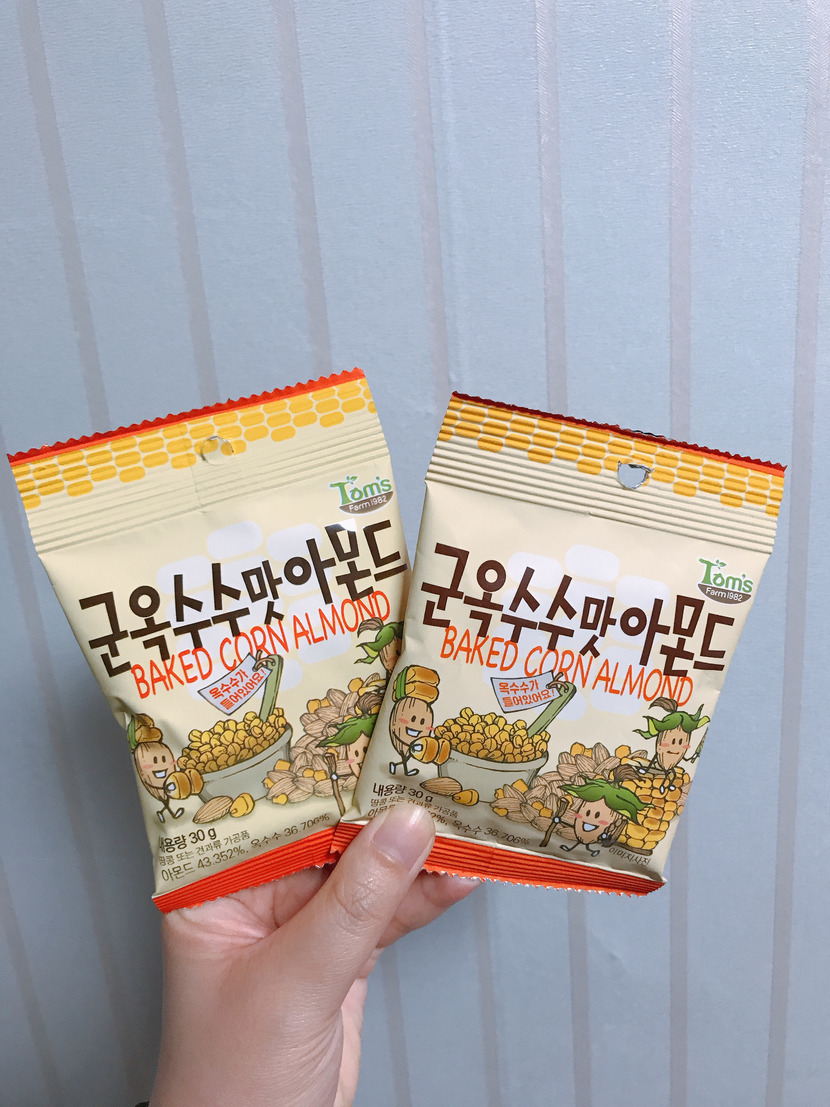 Tom's
Farm 1982
군옥수수맛아몬드
BAKED CORN ALMOND
옥수수가
들어있어요!
내용량 30 g
땅콩 또는 견과류 가공품
아몬드 43.352%, 옥수수 36.706%
Tom's
Farm 1982
군옥수수맛아몬드
BAKED CORN ALMOND
옥수수가
들어있어요!
내용량 30 g
땅콩 또는 견과류 가공품
2%, 옥수수 36.706%
이미지사진